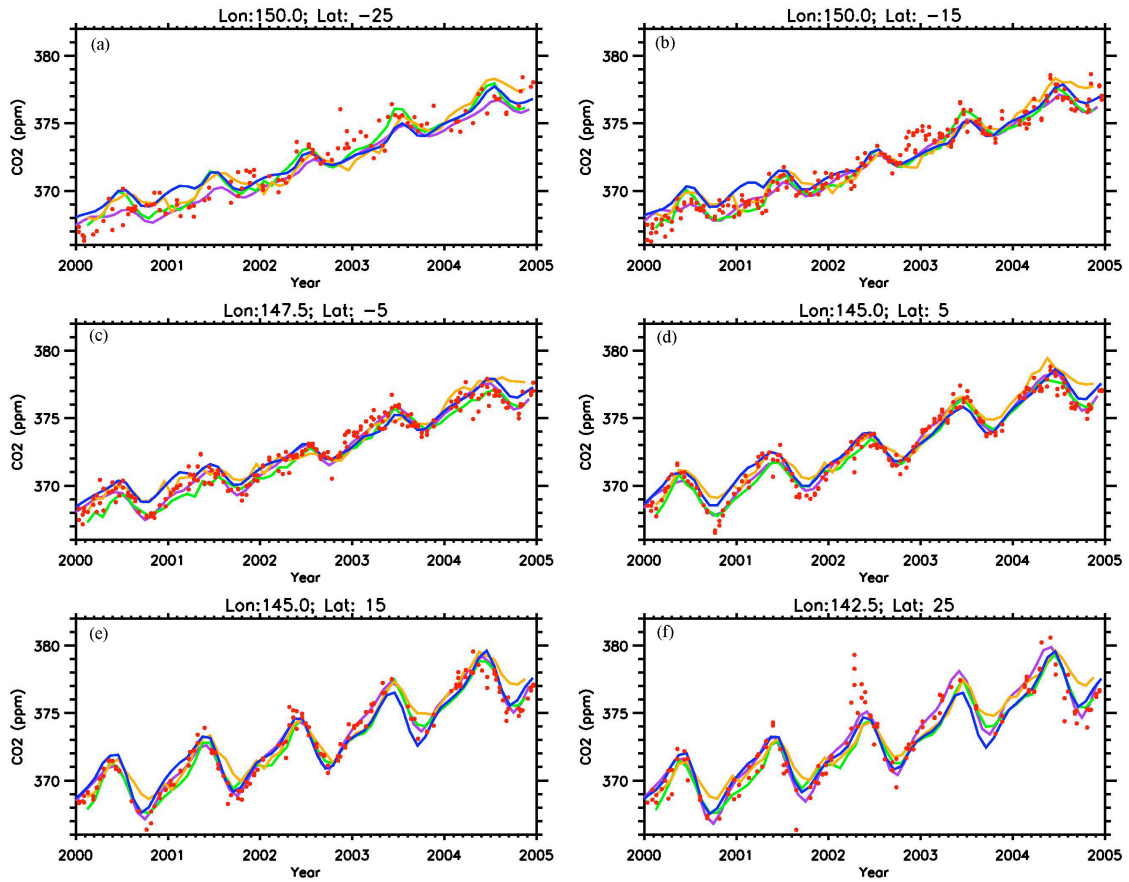 Lon:150.0; Lat: −25
(a)
380
375
370
CO2 (ppm)
2000 2001 2002 2003 2004 2005
Year
Lon:150.0; Lat: −15
(b)
380
375
370
CO2 (ppm)
2000 2001 2002 2003 2004 2005
Year
Lon:147.5; Lat: −5
(c)
380
375
370
CO2 (ppm)
2000 2001 2002 2003 2004 2005
Year
Lon:145.0; Lat: 5
(d)
380
375
370
CO2 (ppm)
2000 2001 2002 2003 2004 2005
Year
Lon:145.0; Lat: 15
(e)
380
375
370
CO2 (ppm)
2000 2001 2002 2003 2004 2005
Year
Lon:142.5; Lat: 25
(f)
380
375
370
CO2 (ppm)
2000 2001 2002 2003 2004 2005
Year